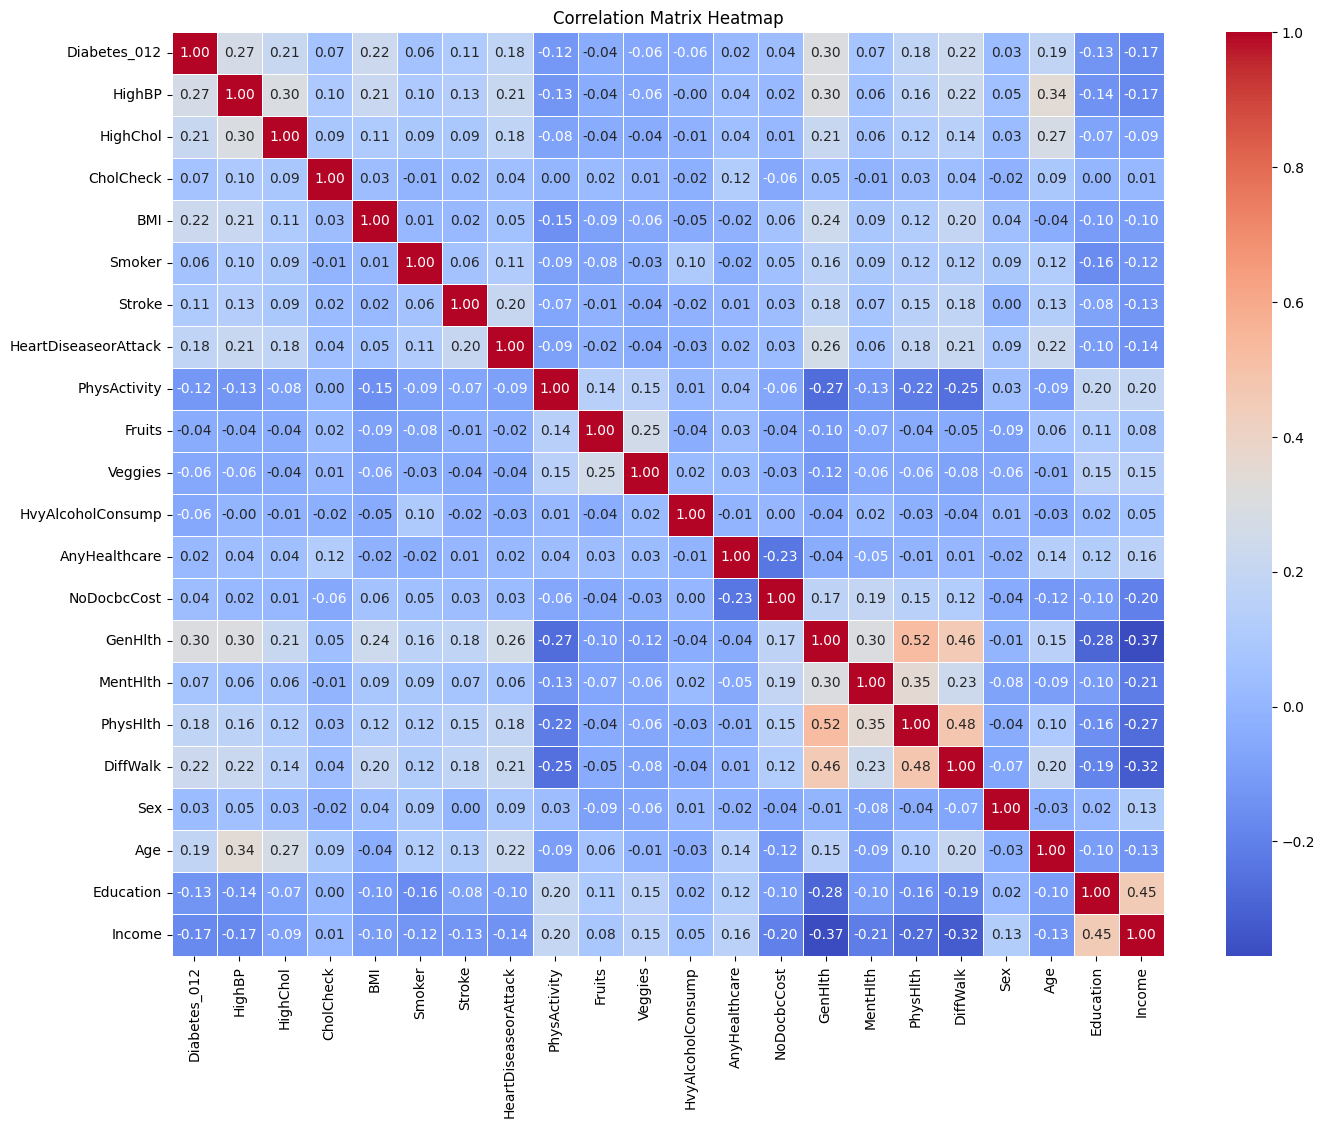 Correlation Matrix Heatmap
Diabetes_012 1.00 0.27 0.21 0.07 0.22 0.06 0.11 0.18 -0.12 -0.04 -0.06 -0.06 0.02 0.04 0.30 0.07 0.18 0.22 0.03 0.19 -0.13 -0.17
HighBP 0.27 1.00 0.30 0.10 0.21 0.10 0.13 0.21 -0.13 -0.04 -0.06 -0.00 0.04 0.02 0.30 0.06 0.16 0.22 0.05 0.34 -0.14 -0.17
HighChol 0.21 0.30 1.00 0.09 0.11 0.09 0.09 0.18 -0.08 -0.04 -0.04 -0.01 0.04 0.01 0.21 0.06 0.12 0.14 0.03 0.27 -0.07 -0.09
CholCheck 0.07 0.10 0.09 1.00 0.03 -0.01 0.02 0.04 0.00 0.02 0.01 -0.02 0.12 -0.06 0.05 -0.01 0.03 0.04 -0.02 0.09 0.00 0.01
BMI 0.22 0.21 0.11 0.03 1.00 0.01 0.02 0.05 -0.15 -0.09 -0.06 -0.05 -0.02 0.06 0.24 0.09 0.12 0.20 0.04 -0.04 -0.10 -0.10
Smoker 0.06 0.10 0.09 -0.01 0.01 1.00 0.06 0.11 -0.09 -0.08 -0.03 0.10 -0.02 0.05 0.16 0.09 0.12 0.12 0.09 0.12 -0.16 -0.12
Stroke 0.11 0.13 0.09 0.02 0.02 0.06 1.00 0.20 -0.07 -0.01 -0.04 -0.02 0.01 0.03 0.18 0.07 0.15 0.18 0.00 0.13 -0.08 -0.13
HeartDiseaseorAttack 0.18 0.21 0.18 0.04 0.05 0.11 0.20 1.00 -0.09 -0.02 -0.04 -0.03 0.02 0.03 0.26 0.06 0.18 0.21 0.09 0.22 -0.10 -0.14
PhysActivity -0.12 -0.13 -0.08 0.00 -0.15 -0.09 -0.07 -0.09 1.00 0.14 0.15 0.01 0.04 -0.06 -0.27 -0.13 -0.22 -0.25 0.03 -0.09 0.20 0.20
Fruits -0.04 -0.04 -0.04 0.02 -0.09 -0.08 -0.01 -0.02 0.14 1.00 0.25 -0.04 0.03 -0.04 -0.10 -0.07 -0.04 -0.05 -0.09 0.06 0.11 0.08
Veggies -0.06 -0.06 -0.04 0.01 -0.06 -0.03 -0.04 -0.04 0.15 0.25 1.00 0.02 0.03 -0.03 -0.12 -0.06 -0.06 -0.08 -0.06 -0.01 0.15 0.15
HvyAlcoholConsump -0.06 -0.00 -0.01 -0.02 -0.05 0.10 -0.02 -0.03 0.01 -0.04 0.02 1.00 -0.01 0.00 -0.04 0.02 -0.03 -0.04 0.01 -0.03 0.02 0.05
AnyHealthcare 0.02 0.04 0.04 0.12 -0.02 -0.02 0.01 0.02 0.04 0.03 0.03 -0.01 1.00 -0.23 -0.04 -0.05 -0.01 0.01 -0.02 0.14 0.12 0.16
NoDocbcCost 0.04 0.02 0.01 -0.06 0.06 0.05 0.03 0.03 -0.06 -0.04 -0.03 0.00 -0.23 1.00 0.17 0.19 0.15 0.12 -0.04 -0.12 -0.10 -0.20
GenHlth 0.30 0.30 0.21 0.05 0.24 0.16 0.18 0.26 -0.27 -0.10 -0.12 -0.04 -0.04 0.17 1.00 0.30 0.52 0.46 -0.01 0.15 -0.28 -0.37
MentHlth 0.07 0.06 0.06 -0.01 0.09 0.09 0.07 0.06 -0.13 -0.07 -0.06 0.02 -0.05 0.19 0.30 1.00 0.35 0.23 -0.08 -0.09 -0.10 -0.21
PhysHlth 0.18 0.16 0.12 0.03 0.12 0.12 0.15 0.18 -0.22 -0.04 -0.06 -0.03 -0.01 0.15 0.52 0.35 1.00 0.48 -0.04 0.10 -0.16 -0.27
DiffWalk 0.22 0.22 0.14 0.04 0.20 0.12 0.18 0.21 -0.25 -0.05 -0.08 -0.04 0.01 0.12 0.46 0.23 0.48 1.00 -0.07 0.20 -0.19 -0.32
Sex 0.03 0.05 0.03 -0.02 0.04 0.09 0.00 0.09 0.03 -0.09 -0.06 0.01 -0.02 -0.04 -0.01 -0.08 -0.04 -0.07 1.00 -0.03 0.02 0.13
Age 0.19 0.34 0.27 0.09 -0.04 0.12 0.13 0.22 -0.09 0.06 -0.01 -0.03 0.14 -0.12 0.15 -0.09 0.10 0.20 -0.03 1.00 -0.10 -0.13
Education -0.13 -0.14 -0.07 0.00 -0.10 -0.16 -0.08 -0.10 0.20 0.11 0.15 0.02 0.12 -0.10 -0.28 -0.10 -0.16 -0.19 0.02 -0.10 1.00 0.45
Income -0.17 -0.17 -0.09 0.01 -0.10 -0.12 -0.13 -0.14 0.20 0.08 0.15 0.05 0.16 -0.20 -0.37 -0.21 -0.27 -0.32 0.13 -0.13 0.45 1.00
Diabetes_012
HighBP
HighChol
CholCheck
BMI
Smoker
Stroke
HeartDiseaseorAttack
PhysActivity
Fruits
Veggies
HvyAlcoholConsump
AnyHealthcare
NoDocbcCost
GenHlth
MentHlth
PhysHlth
DiffWalk
Sex
Age
Education
Income
1.0
0.8
0.6
0.4
0.2
0.0
−0.2